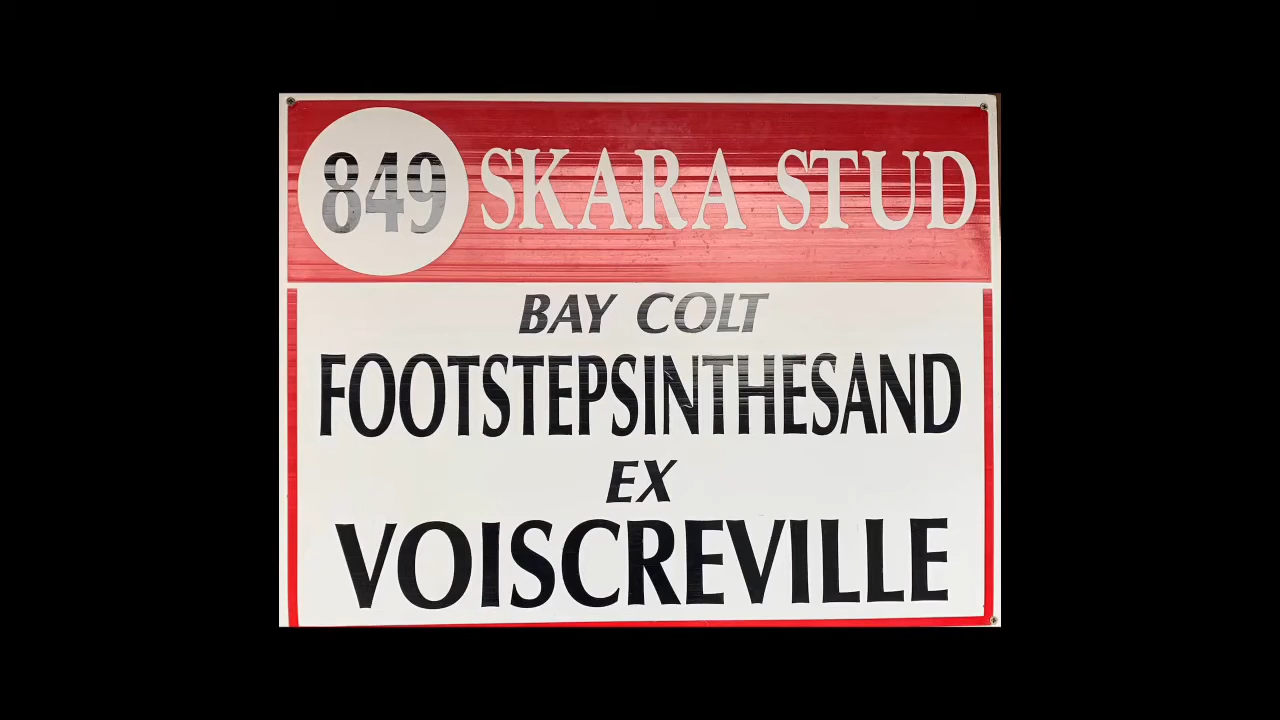 849 SKARA STUD
BAY COLT
FOOTSTEPSINTHESAND
EX
VOISCREVILLE